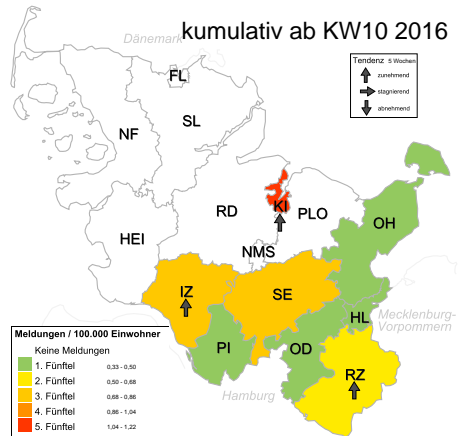 kumulativ ab KW10 2016
Dänemark
Tendenz 5 Wochen
zunehmend
stagnierend
abnehmend
FL
NF
SL
KI
RD
PLO
OH
HEI
NMS
IZ
SE
HL
Mecklenburg-
Vorpommern
PI
OD
RZ
Hamburg
Meldungen / 100.000 Einwohner
Keine Meldungen
1. Fünftel 0,33 - 0,50
2. Fünftel 0,50 - 0,68
3. Fünftel 0,68 - 0,86
4. Fünftel 0,86 - 1,04
5. Fünftel 1,04 - 1,22